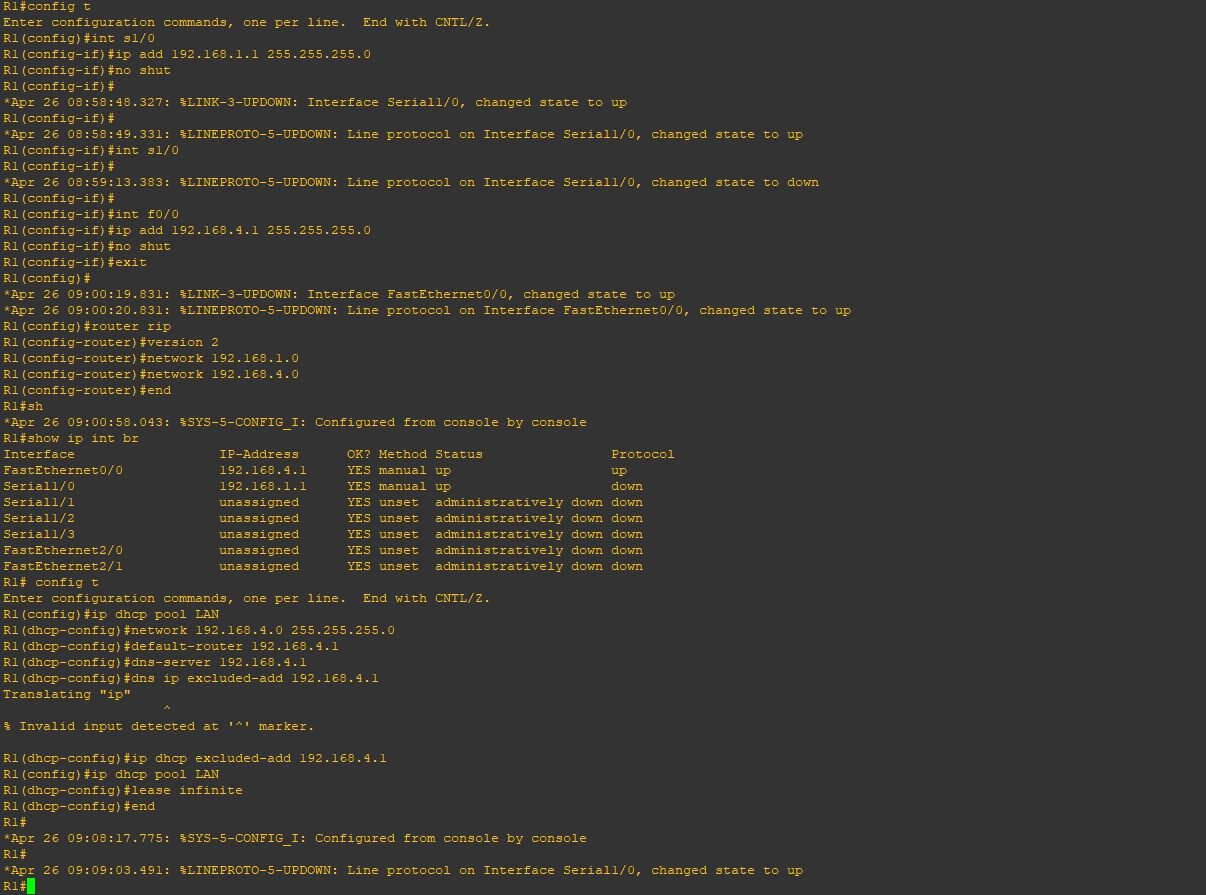 R1#config t
Enter configuration commands, one per line.  End with CNTL/Z.
R1(config)#int s1/0
R1(config-if)#ip add 192.168.1.1 255.255.255.0
R1(config-if)#no shut
R1(config-if)#
*Apr 26 08:58:48.327: %LINK-3-UPDOWN: Interface Serial1/0, changed state to up
R1(config-if)#
*Apr 26 08:58:49.331: %LINEPROTO-5-UPDOWN: Line protocol on Interface Serial1/0, changed state to up
R1(config-if)#int s1/0
R1(config-if)#
*Apr 26 08:59:13.383: %LINEPROTO-5-UPDOWN: Line protocol on Interface Serial1/0, changed state to down
R1(config-if)#
R1(config-if)#int f0/0
R1(config-if)#ip add 192.168.4.1 255.255.255.0
R1(config-if)#no shut
R1(config-if)#exit
R1(config)#
*Apr 26 09:00:19.831: %LINK-3-UPDOWN: Interface FastEthernet0/0, changed state to up
*Apr 26 09:00:20.831: %LINEPROTO-5-UPDOWN: Line protocol on Interface FastEthernet0/0, changed state to up
R1(config)#router rip
R1(config-router)#version 2
R1(config-router)#network 192.168.1.0
R1(config-router)#network 192.168.4.0
R1(config-router)#end
R1#sh
*Apr 26 09:00:58.043: %SYS-5-CONFIG_I: Configured from console by console
R1#show ip int br
Interface                  IP-Address      OK? Method Status                Protocol
FastEthernet0/0            192.168.4.1     YES manual up                    up
Serial1/0                  192.168.1.1     YES manual up                    down
Serial1/1                  unassigned      YES unset  administratively down down
Serial1/2                  unassigned      YES unset  administratively down down
Serial1/3                  unassigned      YES unset  administratively down down
FastEthernet2/0            unassigned      YES unset  administratively down down
FastEthernet2/1            unassigned      YES unset  administratively down down
R1# config t
Enter configuration commands, one per line.  End with CNTL/Z.
R1(config)#ip dhcp pool LAN
R1(dhcp-config)#network 192.168.4.0 255.255.255.0
R1(dhcp-config)#default-router 192.168.4.1
R1(dhcp-config)#dns-server 192.168.4.1
R1(dhcp-config)#dns ip excluded-add 192.168.4.1
Translating "ip"
                    ^
% Invalid input detected at '^' marker.

R1(dhcp-config)#ip dhcp excluded-add 192.168.4.1
R1(config)#ip dhcp pool LAN
R1(dhcp-config)#lease infinite
R1(dhcp-config)#end
R1#
*Apr 26 09:08:17.775: %SYS-5-CONFIG_I: Configured from console by console
R1#
*Apr 26 09:09:03.491: %LINEPROTO-5-UPDOWN: Line protocol on Interface Serial1/0, changed state to up
R1#